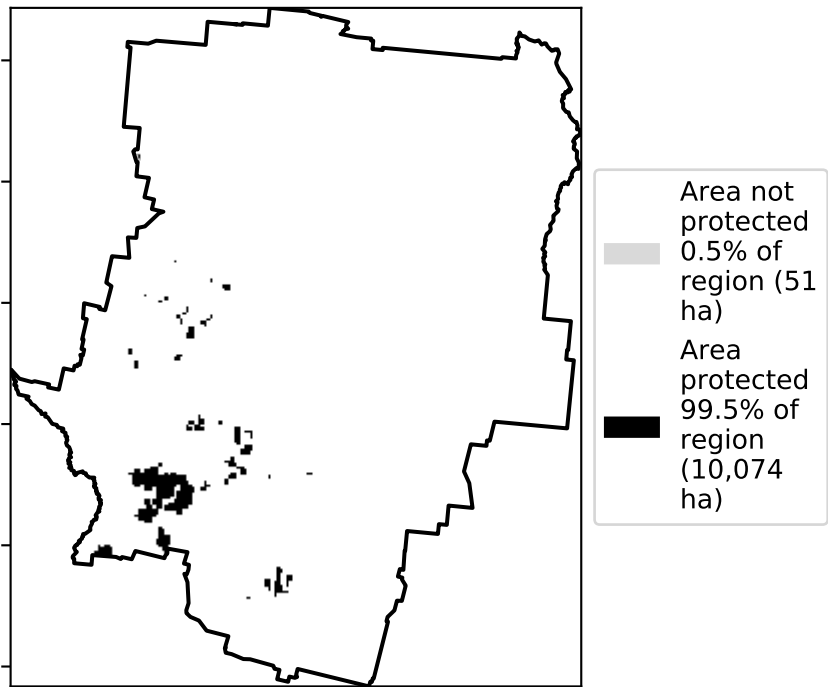 Area not
protected
0.5% of
region (51
ha)
Area
protected
99.5% of
region
(10,074
ha)